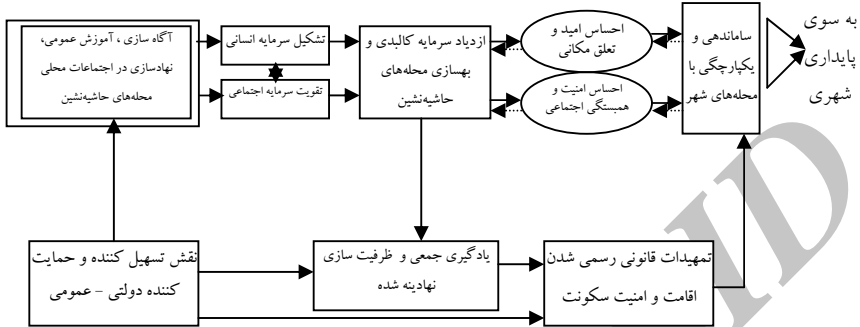 آگاه سازی ، آموزش عمومی،
نهادسازی در اجتماعات محلی
محله‌های حاشیه‌نشین
تشکیل سرمایه انسانی
تقویت سرمایه اجتماعی
ازدیاد سرمایه کالبدی و
بهسازی محله‌های
حاشیه‌نشین
احساس امید و
تعلق مکانی
احساس امنیت و
همبستگی اجتماعی
ساماندهی و
یکپارچگی با
محله‌های شهر
به سوی
پایداری
شهری
نقش تسهیل کننده و حمایت
کننده دولتی – عمومی
یادگیری جمعی و ظرفیت سازی
نهادینه شده
تمهیدات قانونی رسمی شدن
اقامت و امنیت سکونت
ID